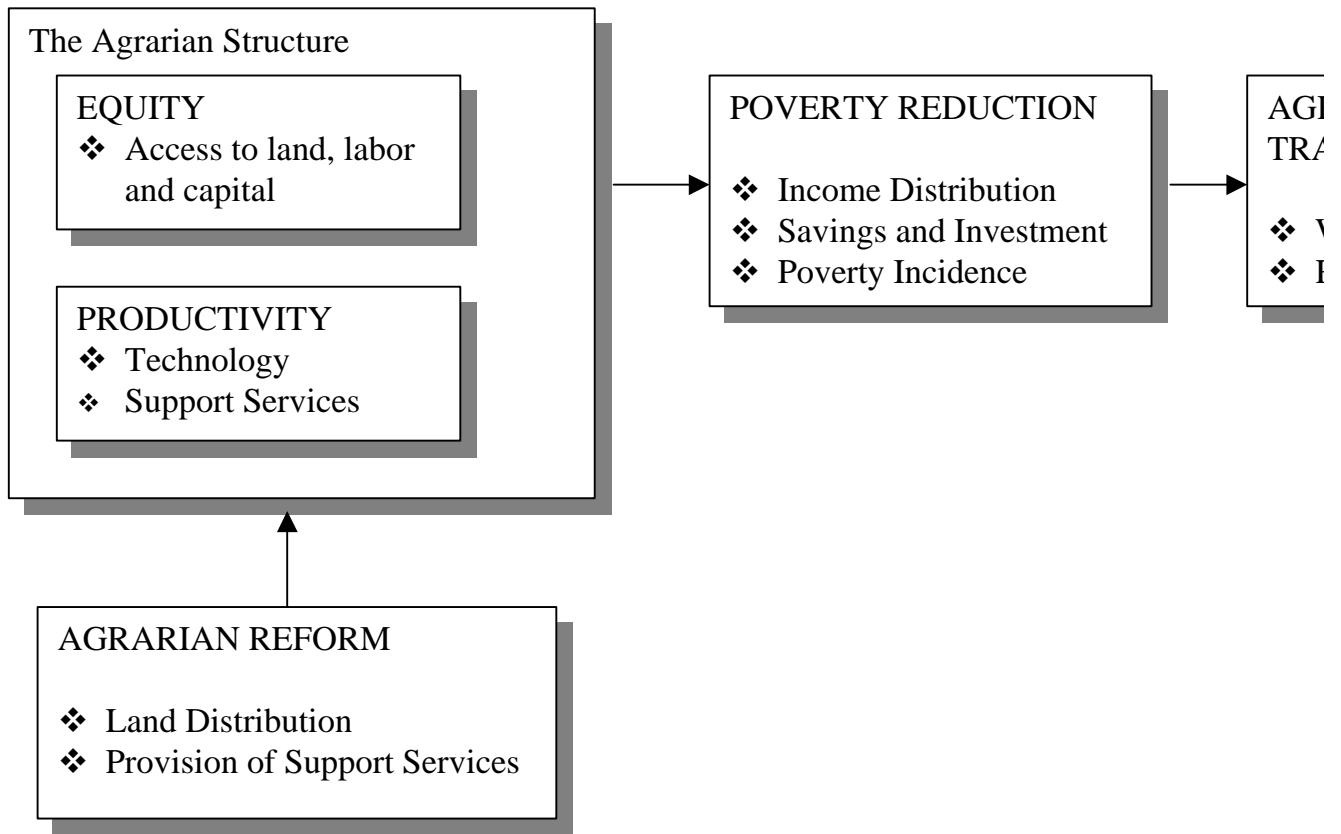 The Agrarian Structure
EQUITY
❖ Access to land, labor
and capital
PRODUCTIVITY
❖ Technology
❖ Support Services
AGRARIAN REFORM
❖ Land Distribution
❖ Provision of Support Services
POVERTY REDUCTION
❖ Income Distribution
❖ Savings and Investment
❖ Poverty Incidence